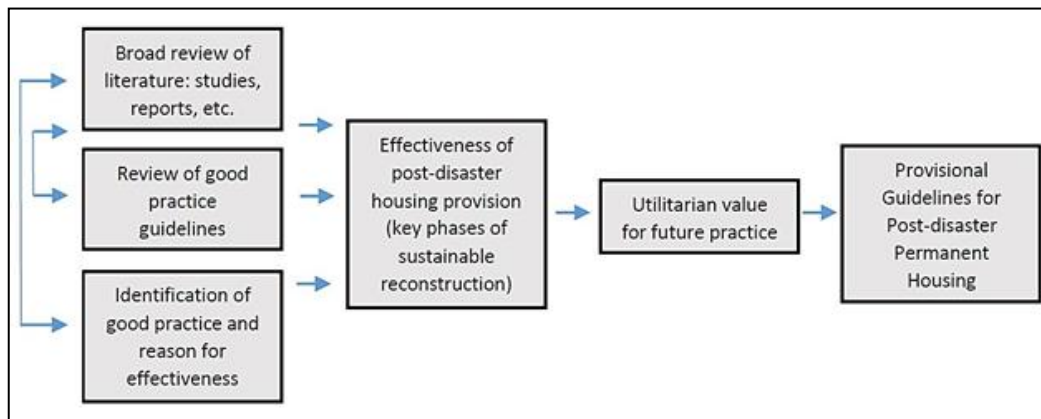 Broad review of
literature: studies,
reports, etc.
Review of good
practice
guidelines
Identification of
good practice and
reason for
effectiveness
Effectiveness of
post-disaster
housing provision
(key phases of
sustainable
reconstruction)
Utilitarian value
for future practice
Provisional
Guidelines for
Post-disaster
Permanent
Housing